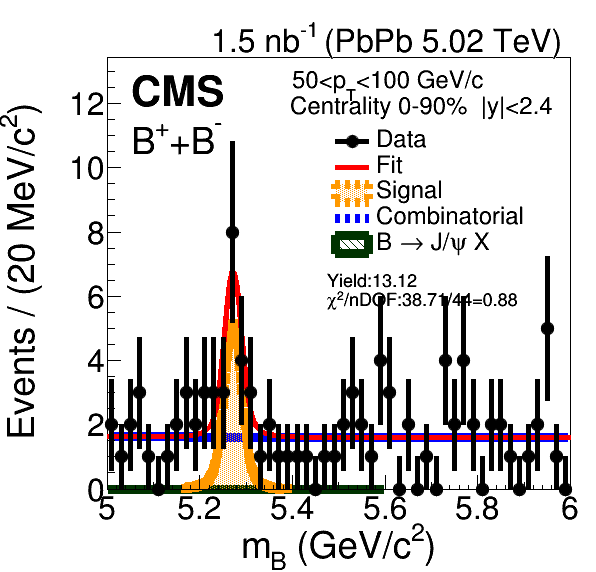 1.5 nb⁻¹ (PbPb 5.02 TeV)
CMS
B⁺+B⁻
50<p_T<100 GeV/c
Centrality 0-90% |y|<2.4
Data
Fit
Signal
Combinatorial
B → J/ψ X
Yield:13.12
χ²/nDOF:38.71/44=0.88
Events / (20 MeV/c²)
12
10
8
6
4
2
0
5 5.2 5.4 5.6 5.8 6
m_B (GeV/c²)